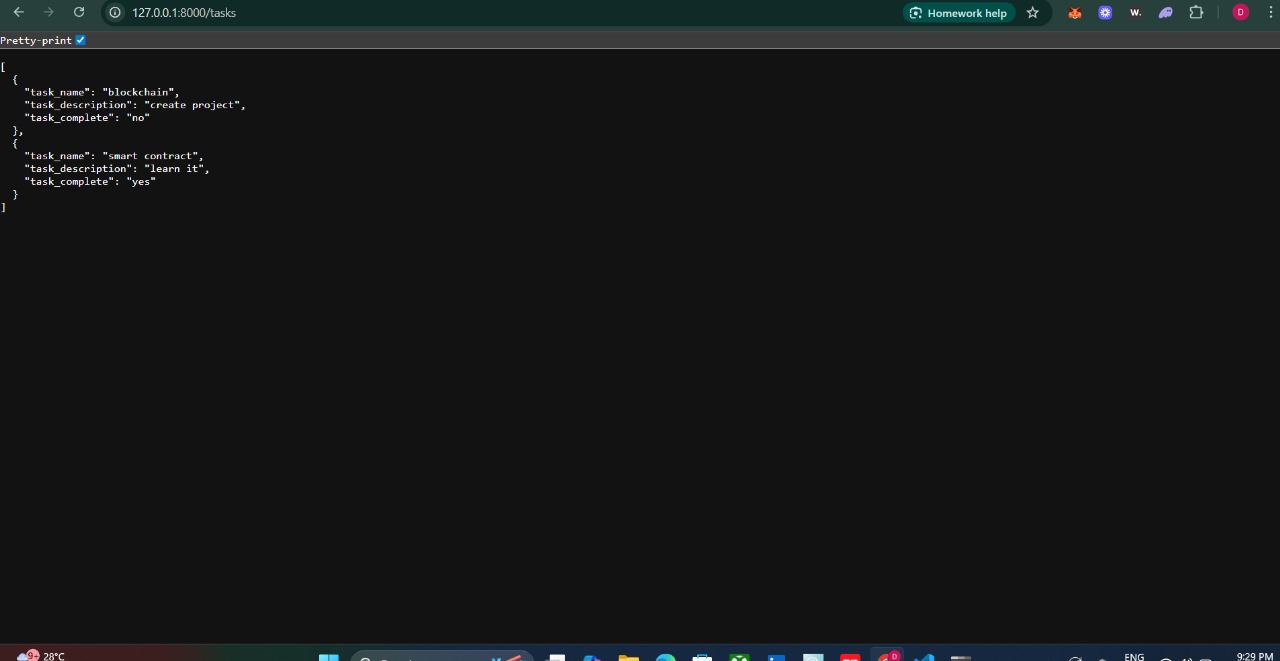 127.0.0.1:8000/tasks
Homework help
W.
D
Pretty-print
[
  {
    "task_name": "blockchain",
    "task_description": "create project",
    "task_complete": "no"
  },
  {
    "task_name": "smart contract",
    "task_description": "learn it",
    "task_complete": "yes"
  }
]
9+
28°C
D
ENG
9:29 PM